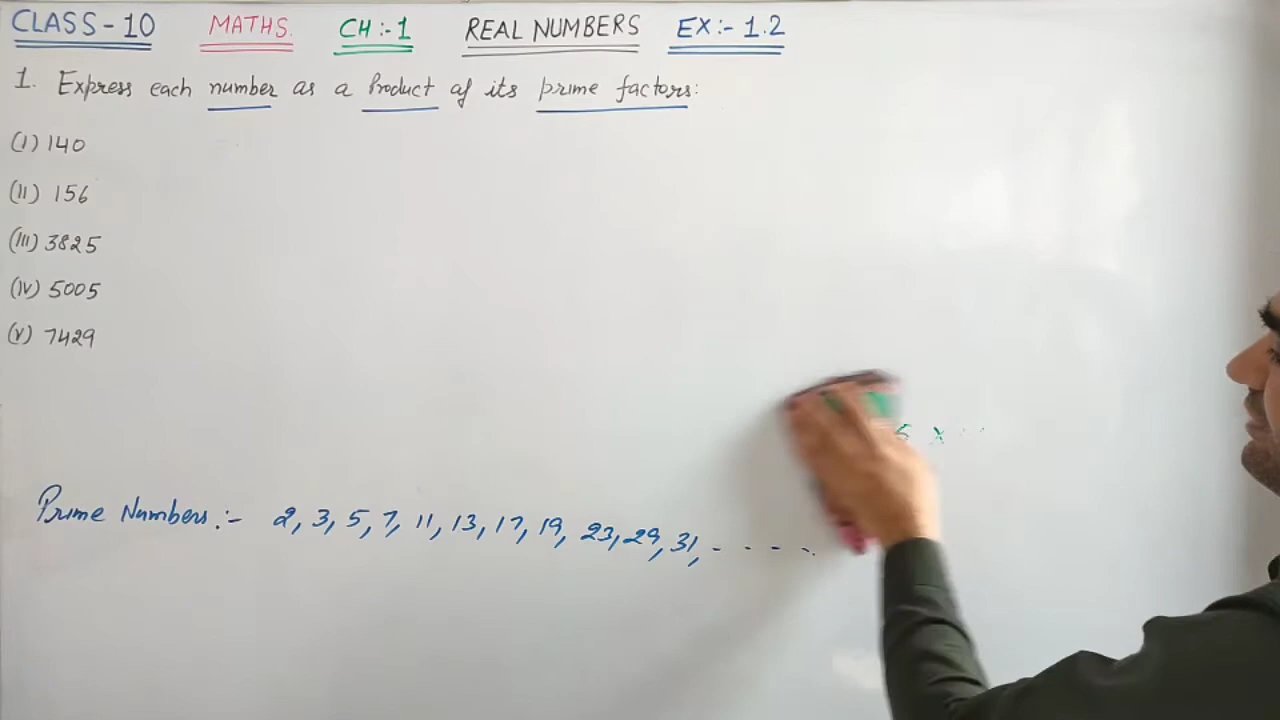 CLASS-10 MATHS. CH:-1 REAL NUMBERS EX:- 1.2
1. Express each number as a Product of its prime factors:
(I) 140
(II) 156
(III) 3825
(IV) 5005
(V) 7429
5 x
Prime Numbers:- 2, 3, 5, 7, 11, 13, 17, 19, 23, 29, 31, - - - -